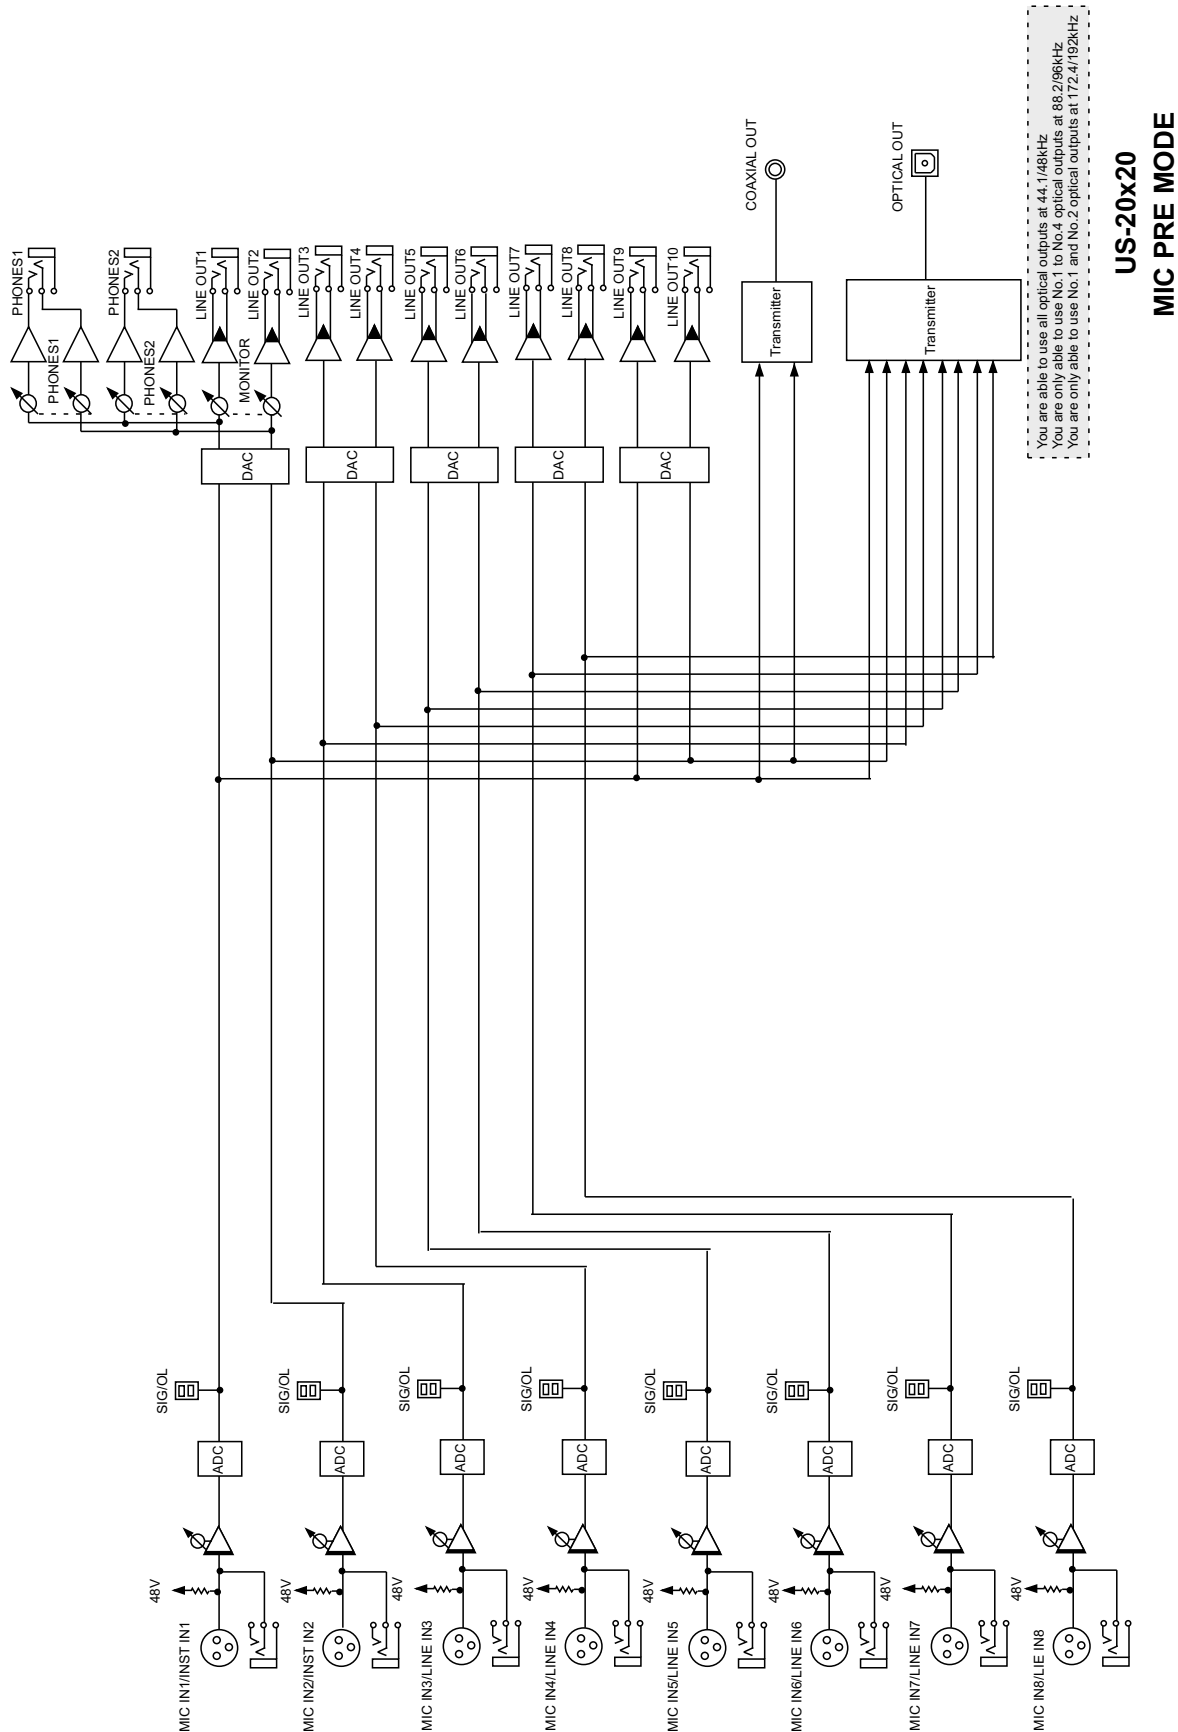 US-20x20
MIC PRE MODE
MIC IN1/INST IN1
48V
ADC
SIG/OL
MIC IN2/INST IN2
48V
ADC
SIG/OL
MIC IN3/LINE IN3
48V
ADC
SIG/OL
MIC IN4/LINE IN4
48V
ADC
SIG/OL
MIC IN5/LINE IN5
48V
ADC
SIG/OL
MIC IN6/LINE IN6
48V
ADC
SIG/OL
MIC IN7/LINE IN7
48V
ADC
SIG/OL
MIC IN8/LIE IN8
48V
ADC
SIG/OL
PHONES1
PHONES1
PHONES2
PHONES2
LINE OUT1
MONITOR
LINE OUT2
DAC
LINE OUT3
LINE OUT4
DAC
LINE OUT5
LINE OUT6
DAC
LINE OUT7
LINE OUT8
DAC
LINE OUT9
LINE OUT10
DAC
COAXIAL OUT
Transmitter
OPTICAL OUT
Transmitter
You are able to use all optical outputs at 44.1/48kHz
You are only able to use No.1 to No.4 optical outputs at 88.2/96kHz
You are only able to use No.1 and No.2 optical outputs at 172.4/192kHz